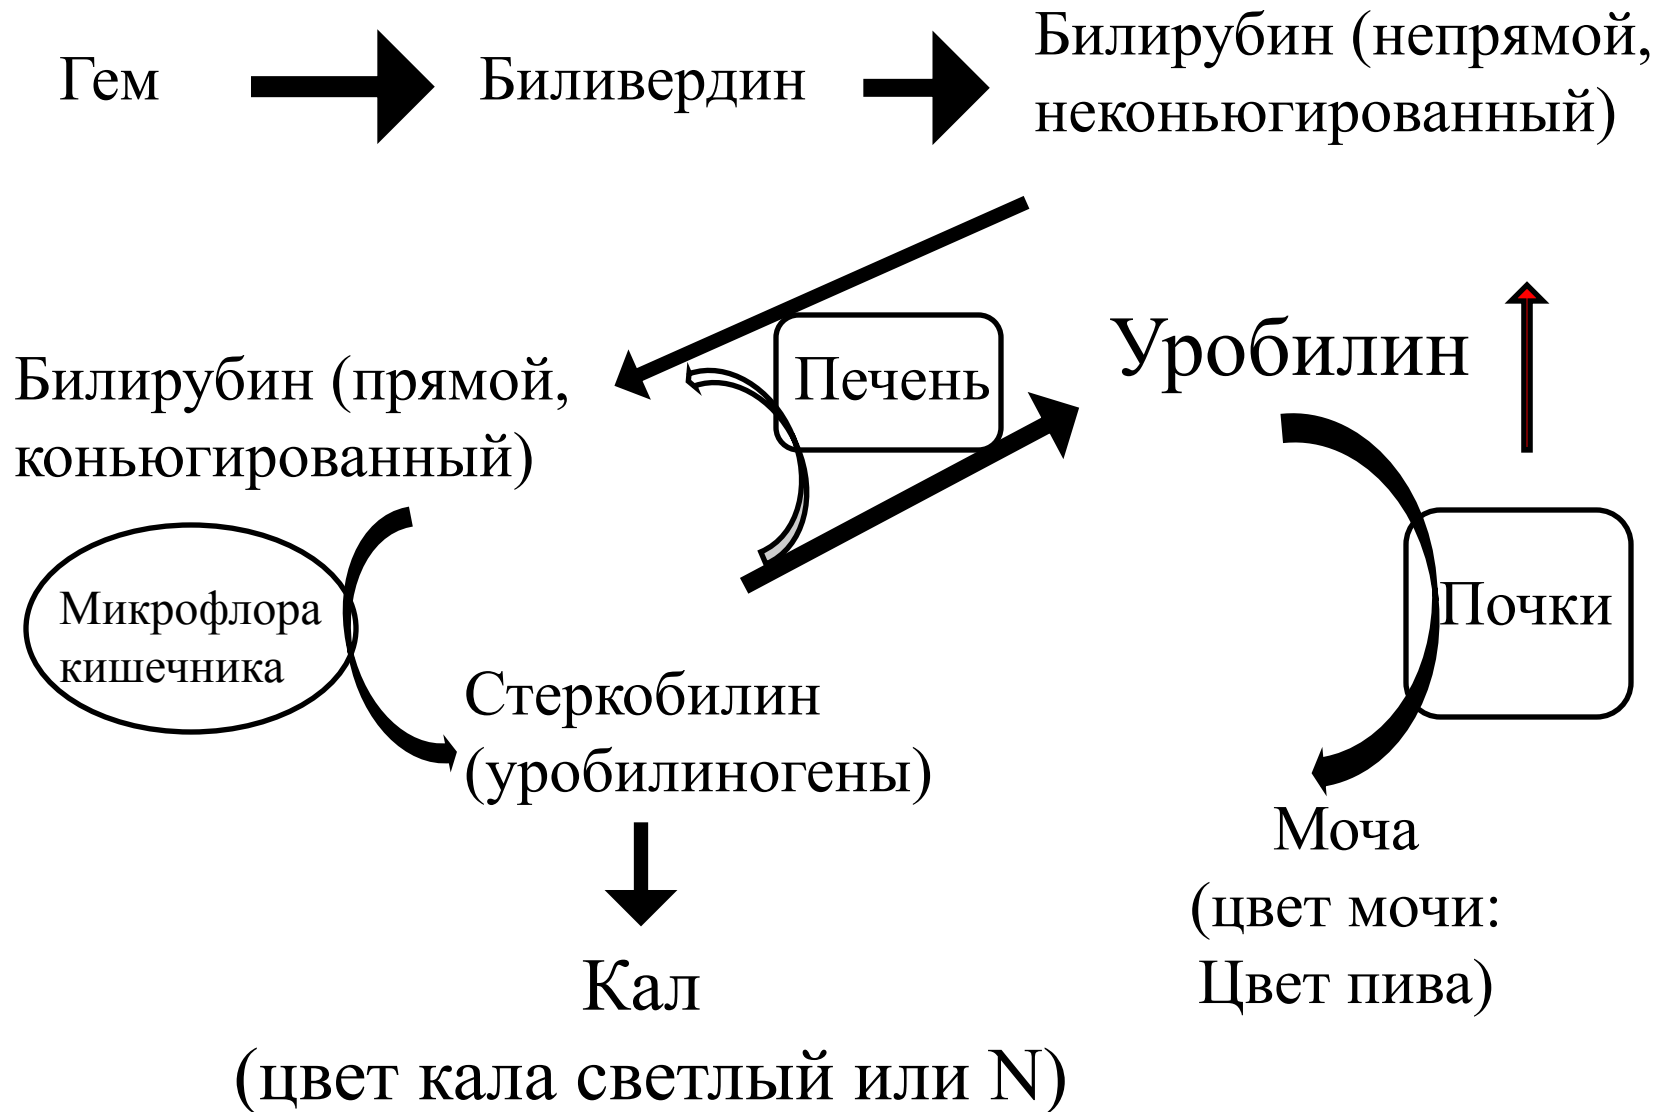 Гем
Биливердин
Билирубин (непрямой,
неконьюгированный)
Печень
Уробилин
Билирубин (прямой,
коньюгированный)
Микрофлора
кишечника
Почки
Стеркобилин
(уробилиногены)
Моча
(цвет мочи:
Цвет пива)
Кал
(цвет кала светлый или N)